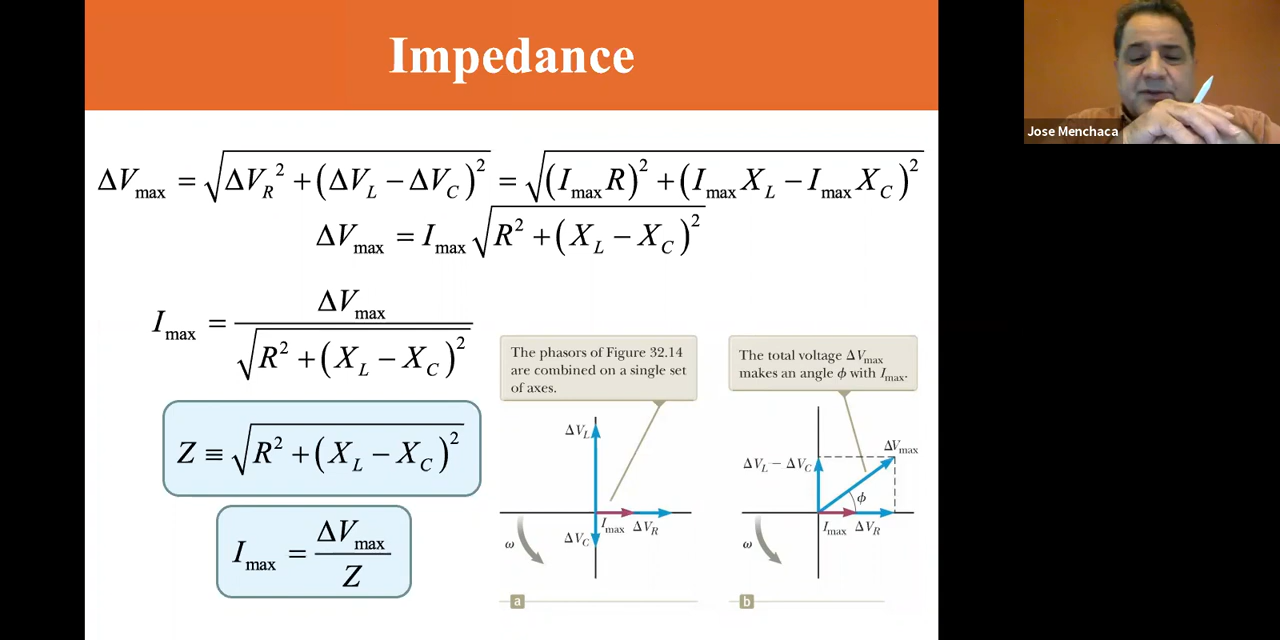 Impedance
Jose Menchaca
ΔV_max = √(ΔV_R² + (ΔV_L − ΔV_C)²) = √((I_max R)² + (I_max X_L − I_max X_C)²)
ΔV_max = I_max √(R² + (X_L − X_C)²)
I_max = ΔV_max / √(R² + (X_L − X_C)²)
Z ≡ √(R² + (X_L − X_C)²)
I_max = ΔV_max / Z
The phasors of Figure 32.14
are combined on a single set
of axes.
ΔV_L
I_max ΔV_R
ΔV_C
ω
a
The total voltage ΔV_max
makes an angle ϕ with I_max.
ΔV_max
ΔV_L − ΔV_C
ϕ
I_max ΔV_R
ω
b